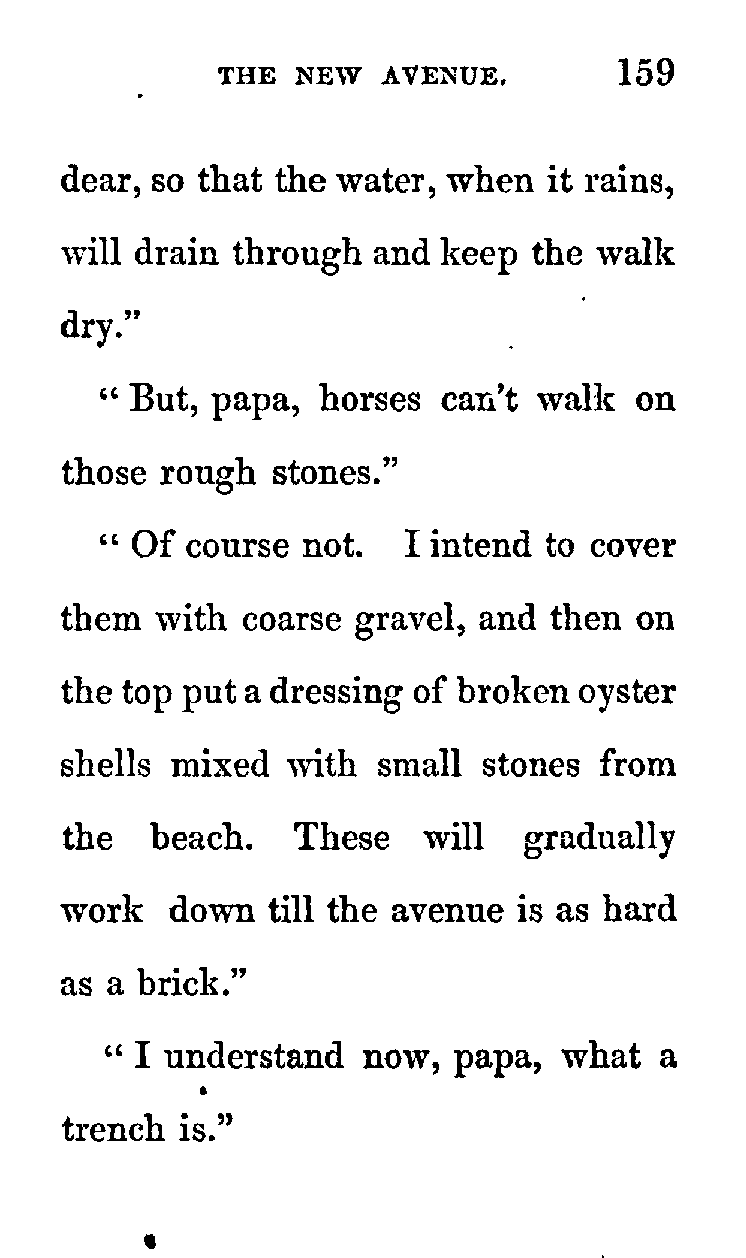 THE NEW AVENUE. 159
dear, so that the water, when it rains,
will drain through and keep the walk
dry.”
“ But, papa, horses can’t walk on
those rough stones.”
“ Of course not. I intend to cover
them with coarse gravel, and then on
the top put a dressing of broken oyster
shells mixed with small stones from
the beach. These will gradually
work down till the avenue is as hard
as a brick.”
“ I understand now, papa, what a
trench is.”